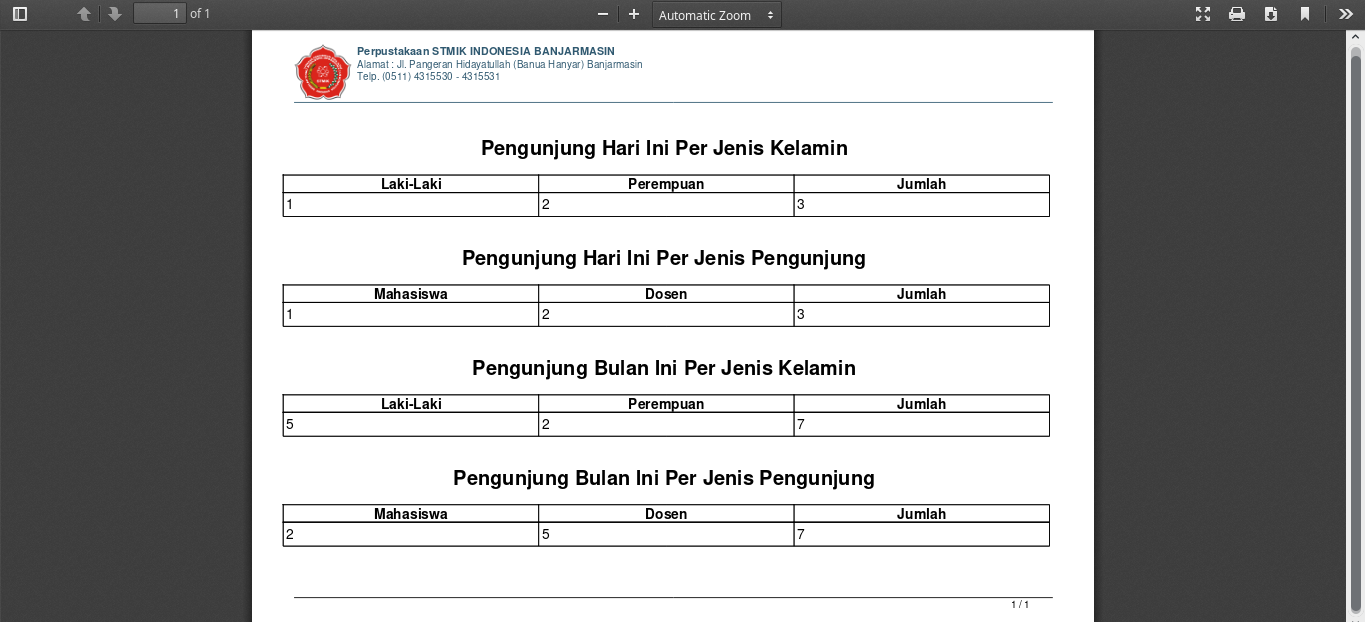 1 of 1 Automatic Zoom
Perpustakaan STMIK INDONESIA BANJARMASIN
Alamat : Jl. Pangeran Hidayatullah (Banua Hanyar) Banjarmasin
Telp. (0511) 4315530 - 4315531
Pengunjung Hari Ini Per Jenis Kelamin
Laki-Laki Perempuan Jumlah
1 2 3
Pengunjung Hari Ini Per Jenis Pengunjung
Mahasiswa Dosen Jumlah
1 2 3
Pengunjung Bulan Ini Per Jenis Kelamin
Laki-Laki Perempuan Jumlah
5 2 7
Pengunjung Bulan Ini Per Jenis Pengunjung
Mahasiswa Dosen Jumlah
2 5 7
1 / 1